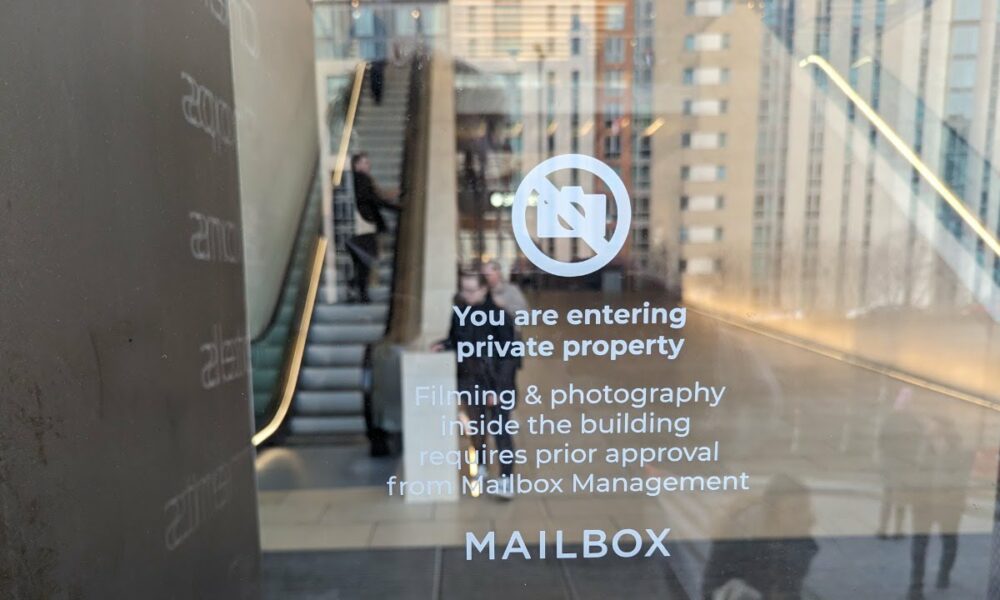 You are entering
private property
Filming & photography
inside the building
requires prior approval
from Mailbox Management
MAILBOX